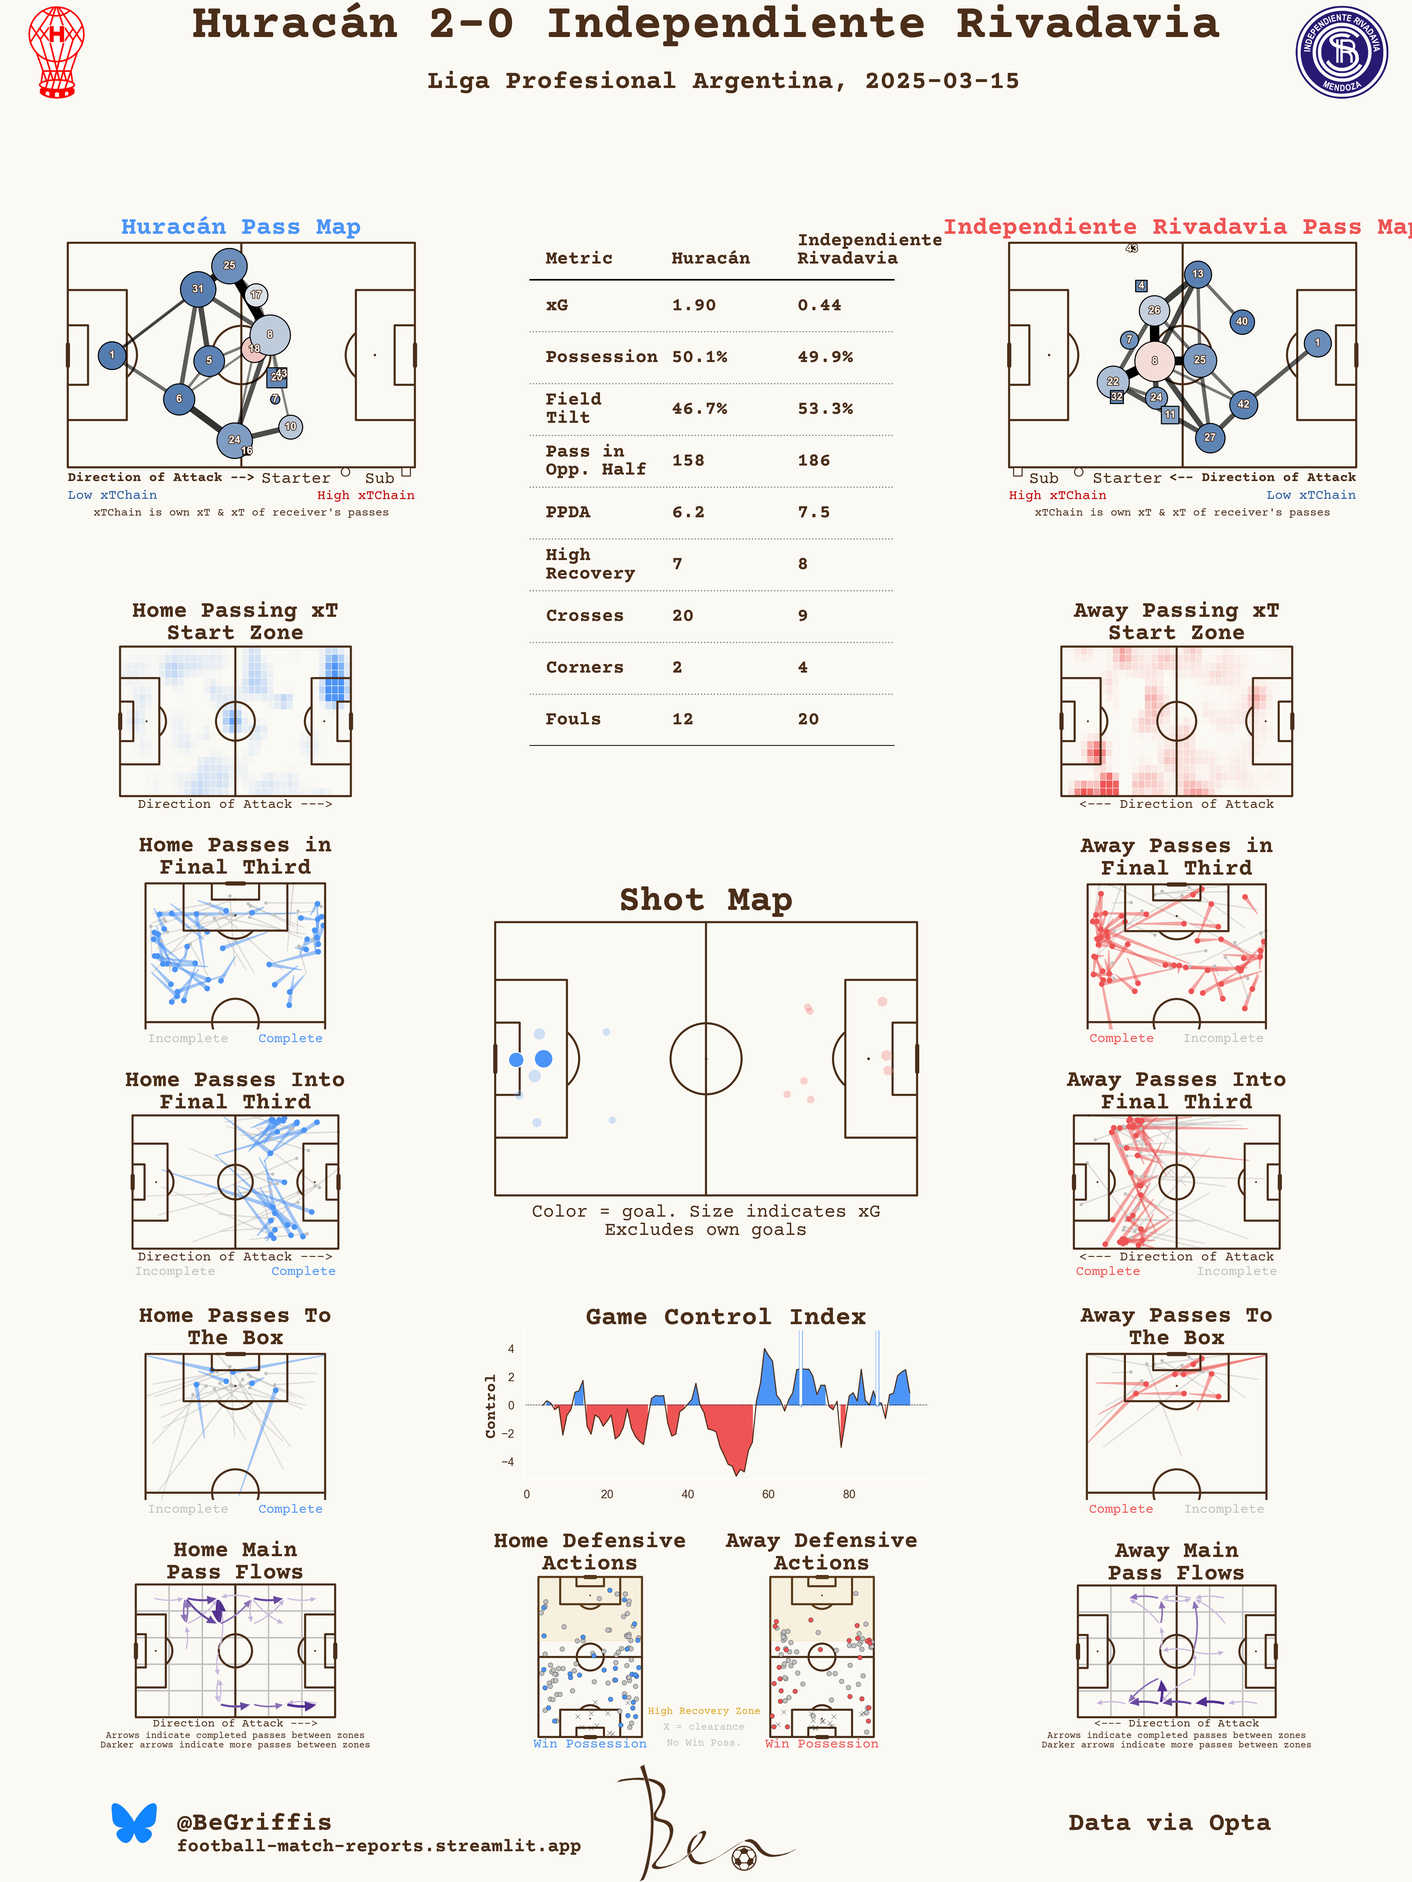 Huracán 2-0 Independiente Rivadavia
Liga Profesional Argentina, 2025-03-15
H
INDEPENDIENTE RIVADAVIA
MENDOZA
Huracán Pass Map
25
31
17
8
18
1
5
20
43
6
7
10
24
16
Direction of Attack --> Starter Sub
Low xTChain High xTChain
xTChain is own xT & xT of receiver's passes
Metric Huracán Independiente Rivadavia
xG 1.90 0.44
Possession 50.1% 49.9%
Field Tilt 46.7% 53.3%
Pass in Opp. Half 158 186
PPDA 6.2 7.5
High Recovery 7 8
Crosses 20 9
Corners 2 4
Fouls 12 20
Independiente Rivadavia Pass Map
43
13
4
26
40
7
1
8
25
22
32
24
42
11
27
Sub Starter <-- Direction of Attack
High xTChain Low xTChain
xTChain is own xT & xT of receiver's passes
Home Passing xT
Start Zone
Direction of Attack --->
Away Passing xT
Start Zone
<--- Direction of Attack
Home Passes in
Final Third
Incomplete Complete
Away Passes in
Final Third
Complete Incomplete
Shot Map
Color = goal. Size indicates xG
Excludes own goals
Home Passes Into
Final Third
Direction of Attack --->
Incomplete Complete
Away Passes Into
Final Third
<--- Direction of Attack
Complete Incomplete
Home Passes To
The Box
Incomplete Complete
Game Control Index
Control
4
2
0
−2
−4
0 20 40 60 80
Away Passes To
The Box
Complete Incomplete
Home Main
Pass Flows
Direction of Attack --->
Arrows indicate completed passes between zones
Darker arrows indicate more passes between zones
Home Defensive
Actions
Win Possession
Away Defensive
Actions
Win Possession
High Recovery Zone
X = clearance
No Win Poss.
Away Main
Pass Flows
<--- Direction of Attack
Arrows indicate completed passes between zones
Darker arrows indicate more passes between zones
@BeGriffis
football-match-reports.streamlit.app
Ben
Data via Opta